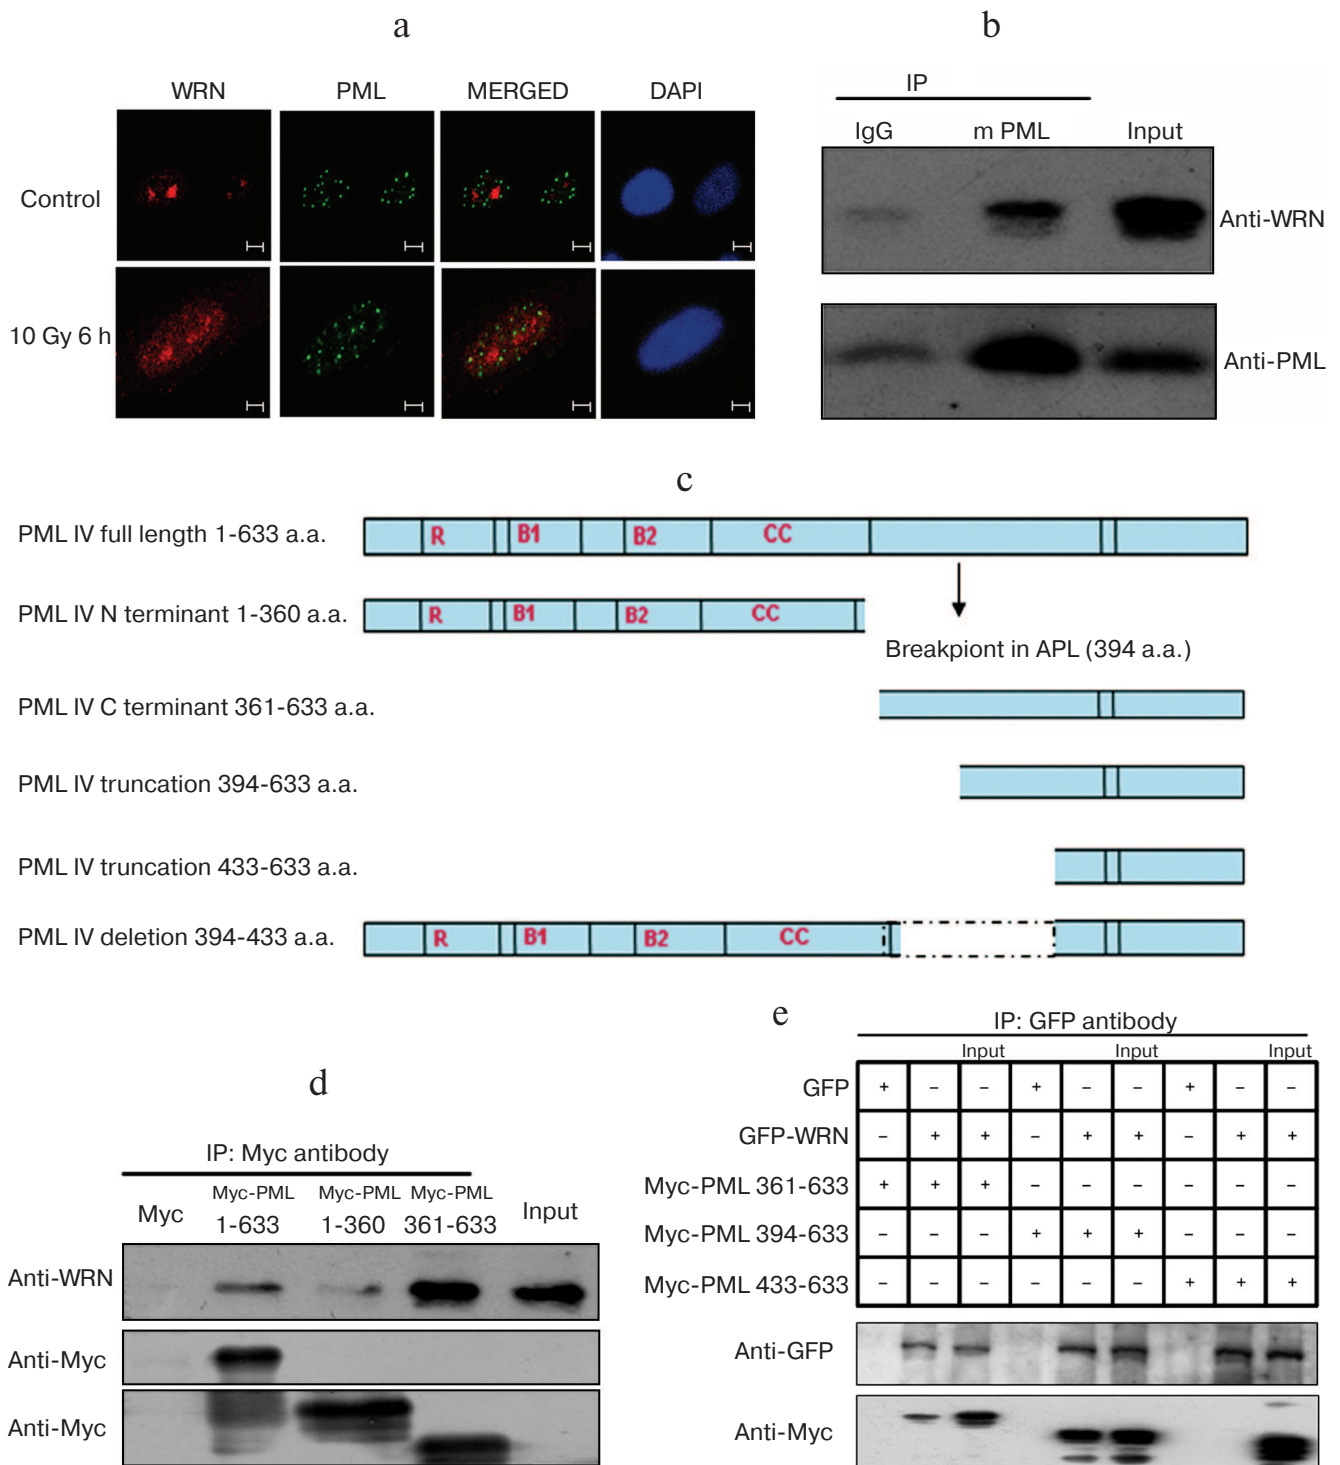 a
WRN PML MERGED DAPI
Control
10 Gy 6 h
b
IP
IgG m PML Input
Anti-WRN
Anti-PML
c
PML IV full length 1-633 a.a.
R B1 B2 CC
PML IV N terminant 1-360 a.a.
R B1 B2 CC
Breakpiont in APL (394 a.a.)
PML IV C terminant 361-633 a.a.
PML IV truncation 394-633 a.a.
PML IV truncation 433-633 a.a.
PML IV deletion 394-433 a.a.
R B1 B2 CC
d
IP: Myc antibody
Myc Myc-PML 1-633 Myc-PML 1-360 Myc-PML 361-633 Input
Anti-WRN
Anti-Myc
Anti-Myc
e
IP: GFP antibody
Input Input Input
GFP + – – + – – + – –
GFP-WRN – + + – + + – + +
Myc-PML 361-633 + + + – – – – – –
Myc-PML 394-633 – – – + + + – – –
Myc-PML 433-633 – – – – – – + + +
Anti-GFP
Anti-Myc